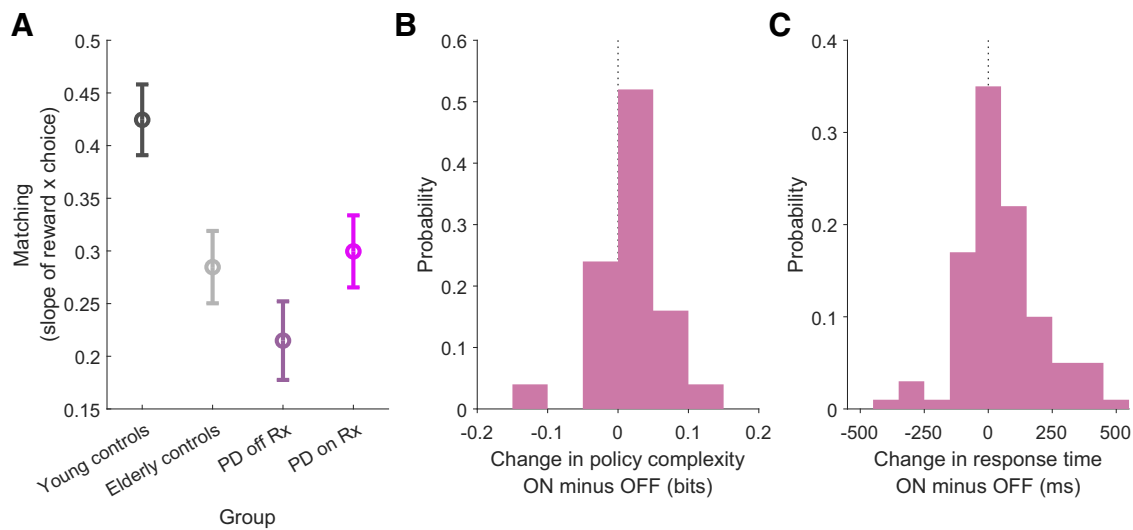 A
0.5
0.45
0.4
0.35
0.3
0.25
0.2
0.15
Matching
(slope of reward x choice)
Young controls
Elderly controls
PD off Rx
PD on Rx
Group
B
0.6
0.5
0.4
0.3
0.2
0.1
0
Probability
-0.2
-0.1
0
0.1
0.2
Change in policy complexity
ON minus OFF (bits)
C
0.4
0.3
0.2
0.1
0
Probability
-500
-250
0
250
500
Change in response time
ON minus OFF (ms)